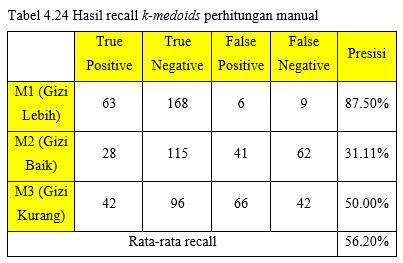 Tabel 4.24 Hasil recall k-medoids perhitungan manual
True Positive True Negative False Positive False Negative Presisi
M1 (Gizi Lebih) 63 168 6 9 87.50%
M2 (Gizi Baik) 28 115 41 62 31.11%
M3 (Gizi Kurang) 42 96 66 42 50.00%
Rata-rata recall 56.20%